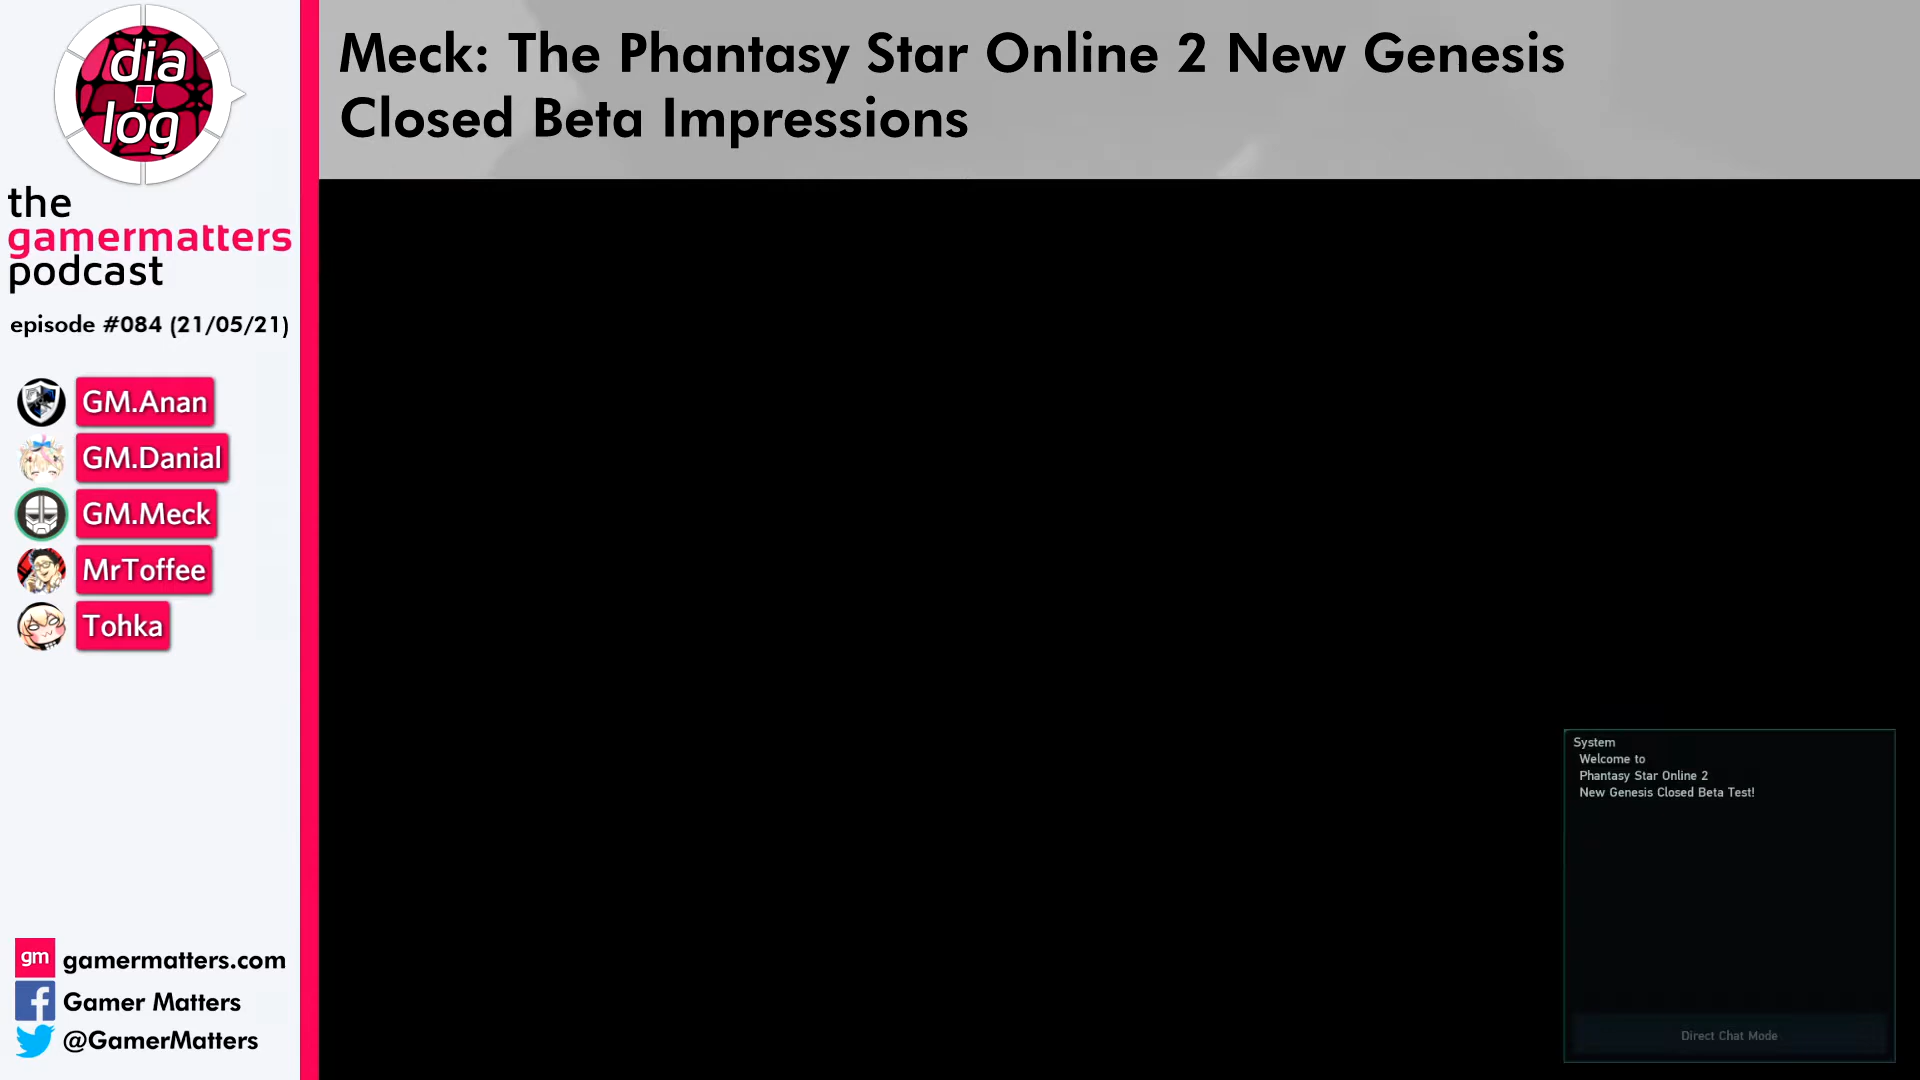 dia
log
the
gamermatters
podcast
episode #084 (21/05/21)
GM.Anan
GM.Danial
GM.Meck
MrToffee
Tohka
gm gamermatters.com
Gamer Matters
@GamerMatters
Meck: The Phantasy Star Online 2 New Genesis
Closed Beta Impressions
System
Welcome to
Phantasy Star Online 2
New Genesis Closed Beta Test!
Direct Chat Mode